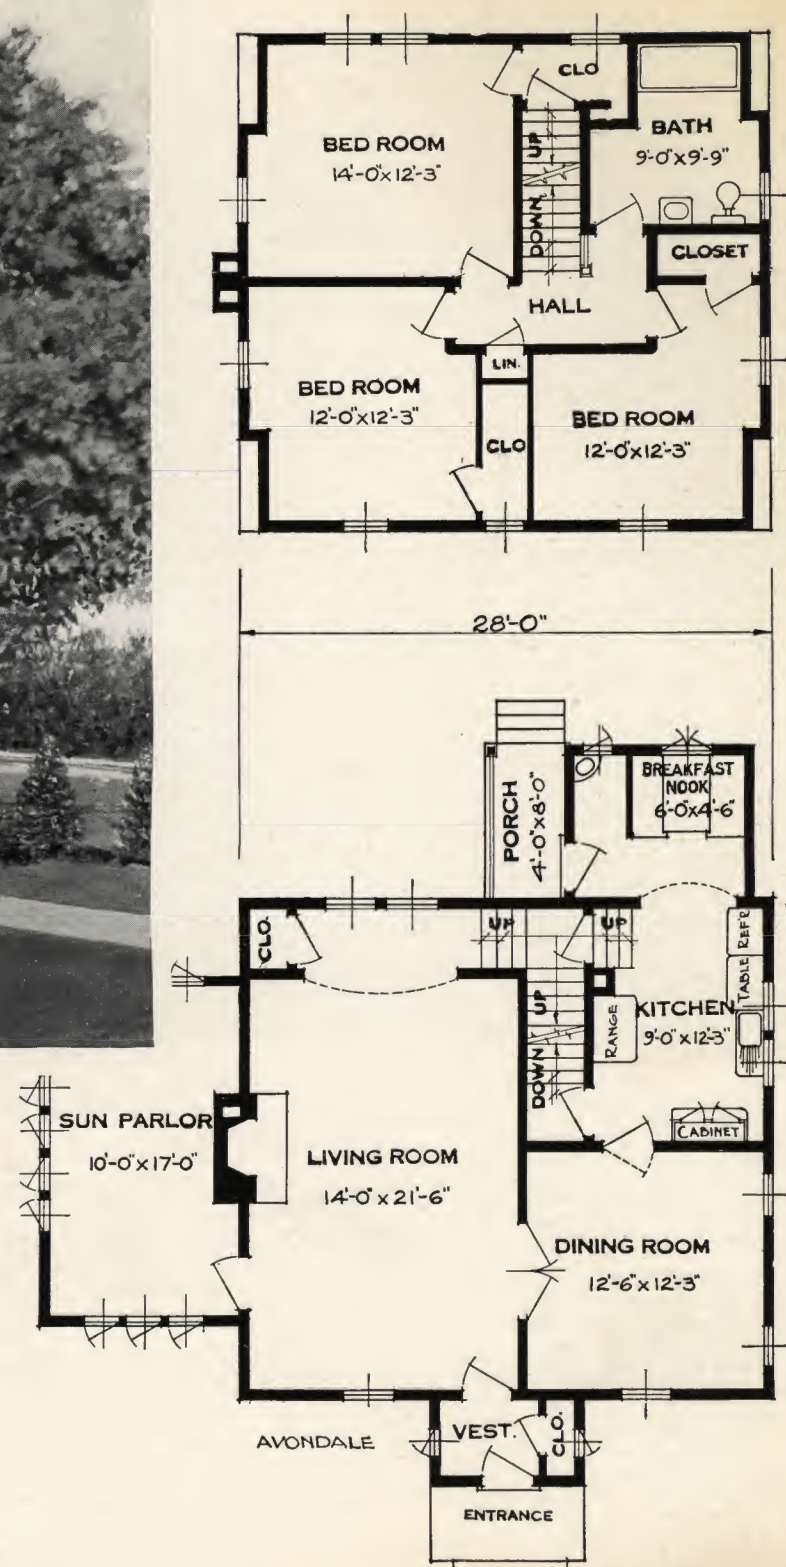 CLO
BED ROOM
14'-0"x12'-3"
UP
DOWN
BATH
9'-0"x9'-9"
CLOSET
HALL
LIN.
BED ROOM
12'-0"x12'-3"
CLO
BED ROOM
12'-0"x12'-3"
28'-0"
PORCH
4'-0"x8'-0"
BREAKFAST
NOOK
6'-0"x4'-6"
CLO.
UP
UP
REF'R
TABLE
UP
DOWN
RANGE
KITCHEN
9'-0"x12'-3"
CABINET
SUN PARLOR
10'-0"x17'-0"
LIVING ROOM
14'-0"x21'-6"
DINING ROOM
12'-6"x12'-3"
AVONDALE
VEST.
CLO.
ENTRANCE